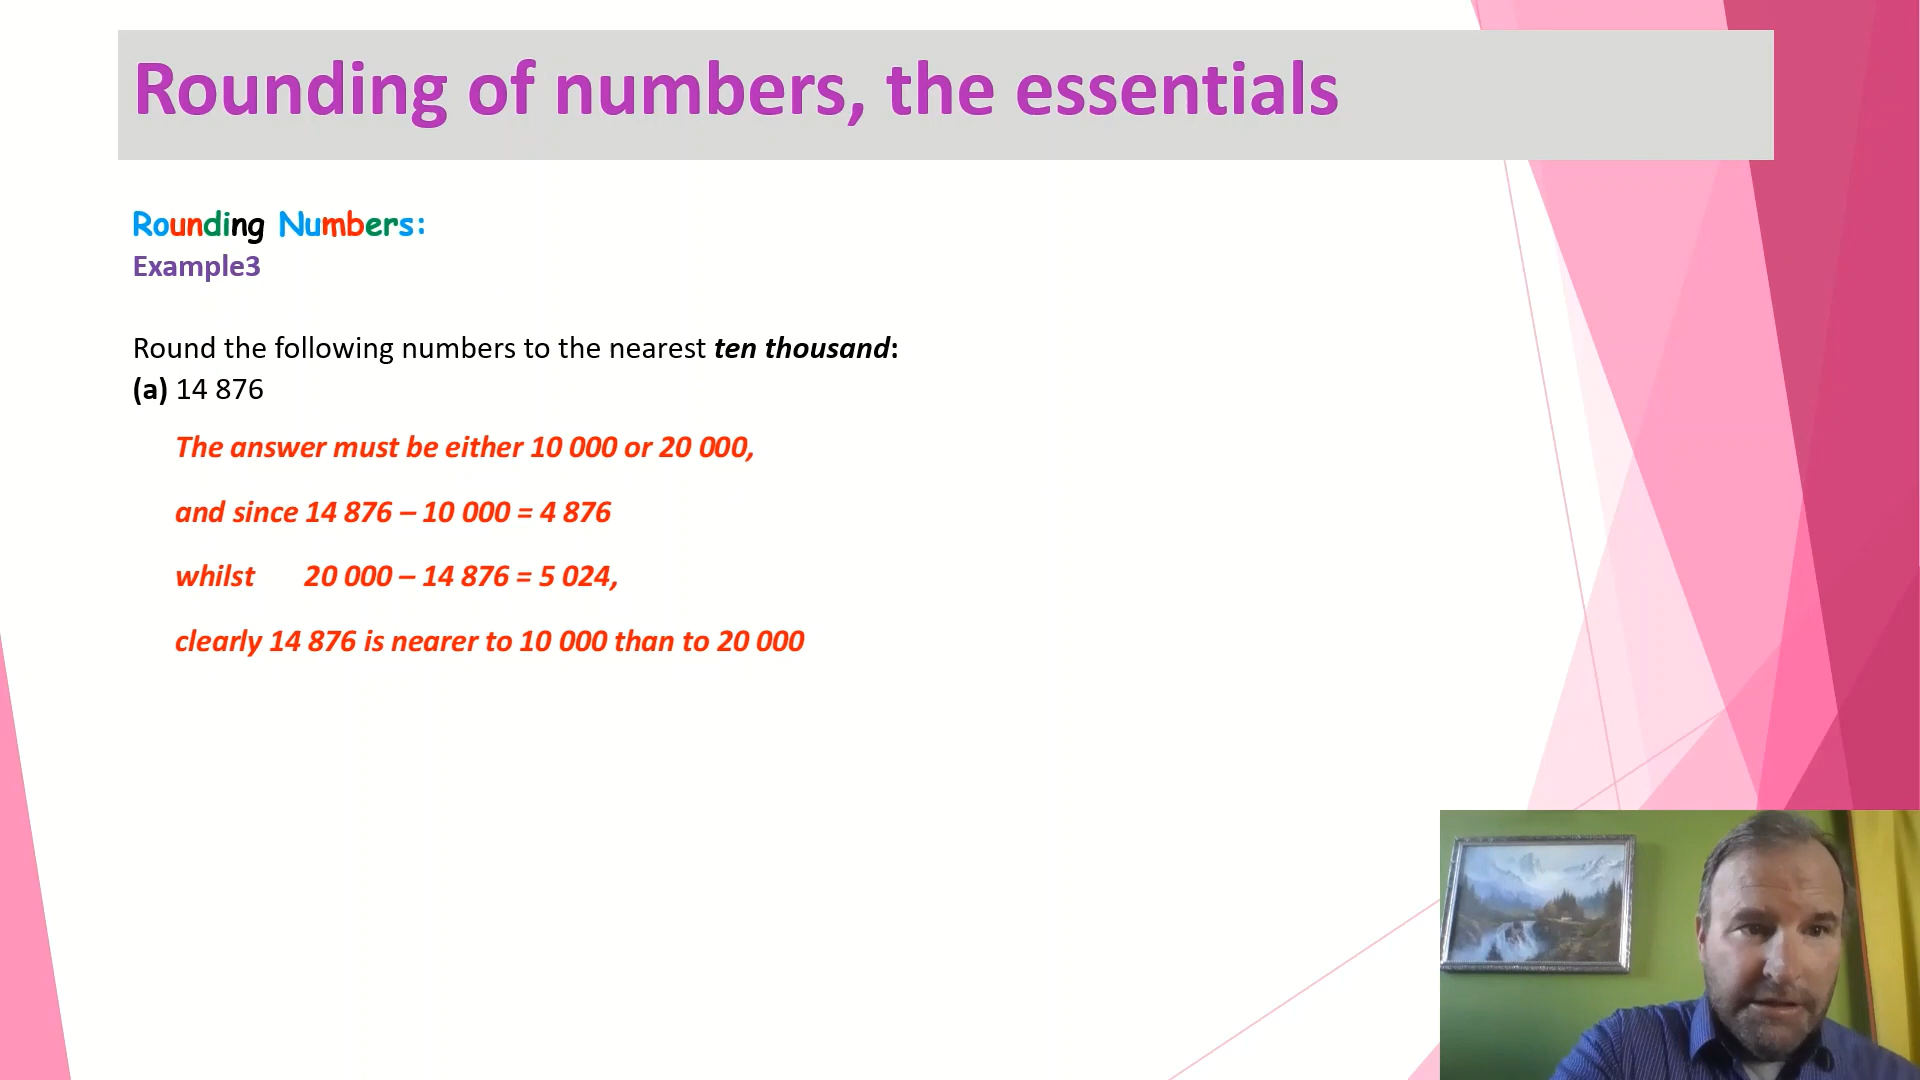 Rounding of numbers, the essentials
Rounding Numbers:
Example3
Round the following numbers to the nearest ten thousand:
(a) 14 876
The answer must be either 10 000 or 20 000,
and since 14 876 – 10 000 = 4 876
whilst 20 000 – 14 876 = 5 024,
clearly 14 876 is nearer to 10 000 than to 20 000